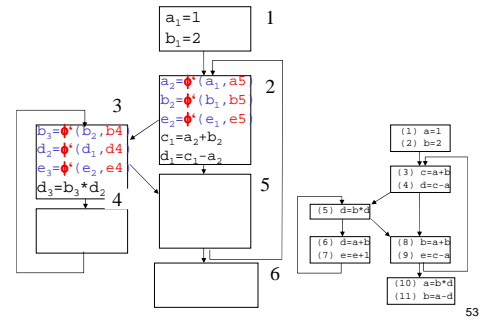 a₁=1
b₁=2
1
a₂=ϕ‘(a₁,a5
b₂=ϕ‘(b₁,b5
e₂=ϕ‘(e₁,e5
c₁=a₂+b₂
d₁=c₁-a₂
2
3
b₃=ϕ‘(b₂,b4
d₂=ϕ‘(d₁,d4
e₃=ϕ‘(e₂,e4
d₃=b₃*d₂
4
5
6
(1) a=1
(2) b=2
(3) c=a+b
(4) d=c-a
(5) d=b*d
(6) d=a+b
(7) e=e+1
(8) b=a+b
(9) e=c-a
(10) a=b*d
(11) b=a-d
53